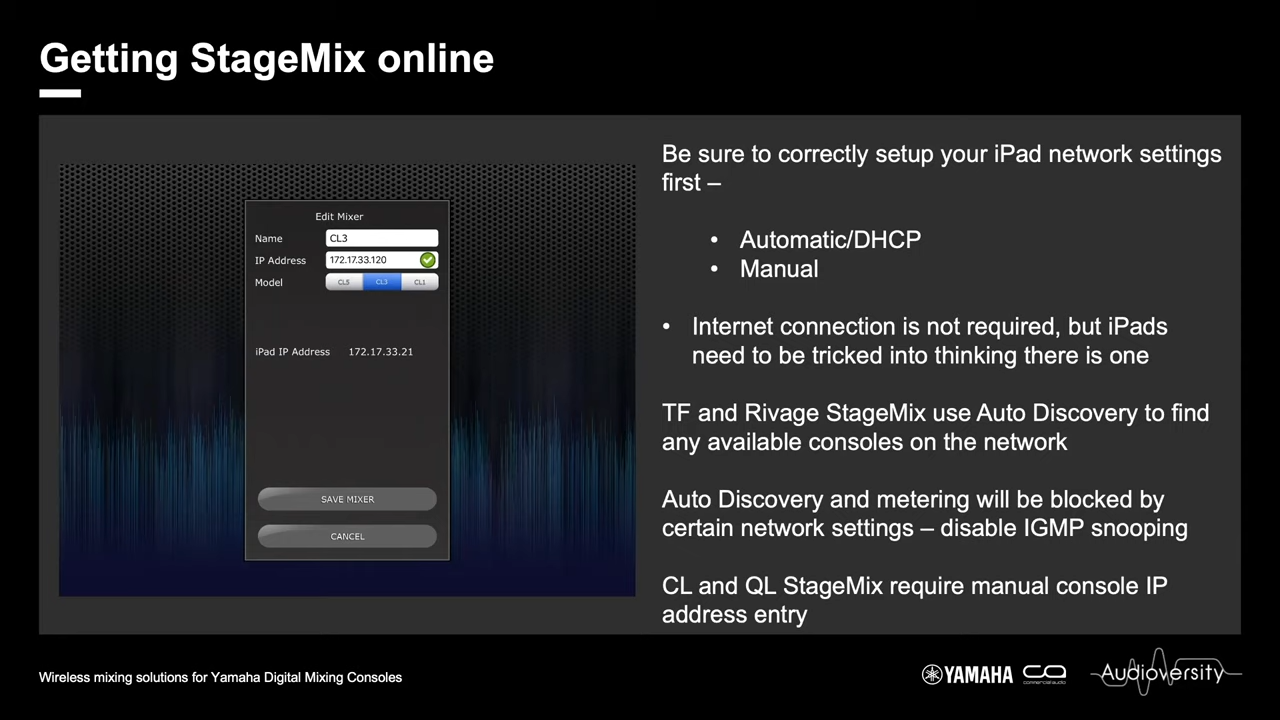 Getting StageMix online
Edit Mixer
Name CL3
IP Address 172.17.33.120
Model CL5 CL3 CL1
iPad IP Address 172.17.33.21
SAVE MIXER
CANCEL
Be sure to correctly setup your iPad network settings
first –
• Automatic/DHCP
• Manual
• Internet connection is not required, but iPads
need to be tricked into thinking there is one
TF and Rivage StageMix use Auto Discovery to find
any available consoles on the network
Auto Discovery and metering will be blocked by
certain network settings – disable IGMP snooping
CL and QL StageMix require manual console IP
address entry
Wireless mixing solutions for Yamaha Digital Mixing Consoles
YAMAHA
ca
commercial audio
Audioversity